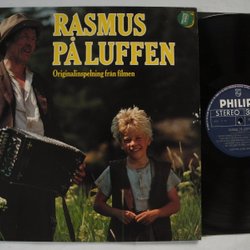 RASMUS
PÅ LUFFEN
Originalinspelning från filmen
PHILIPS
STEREO